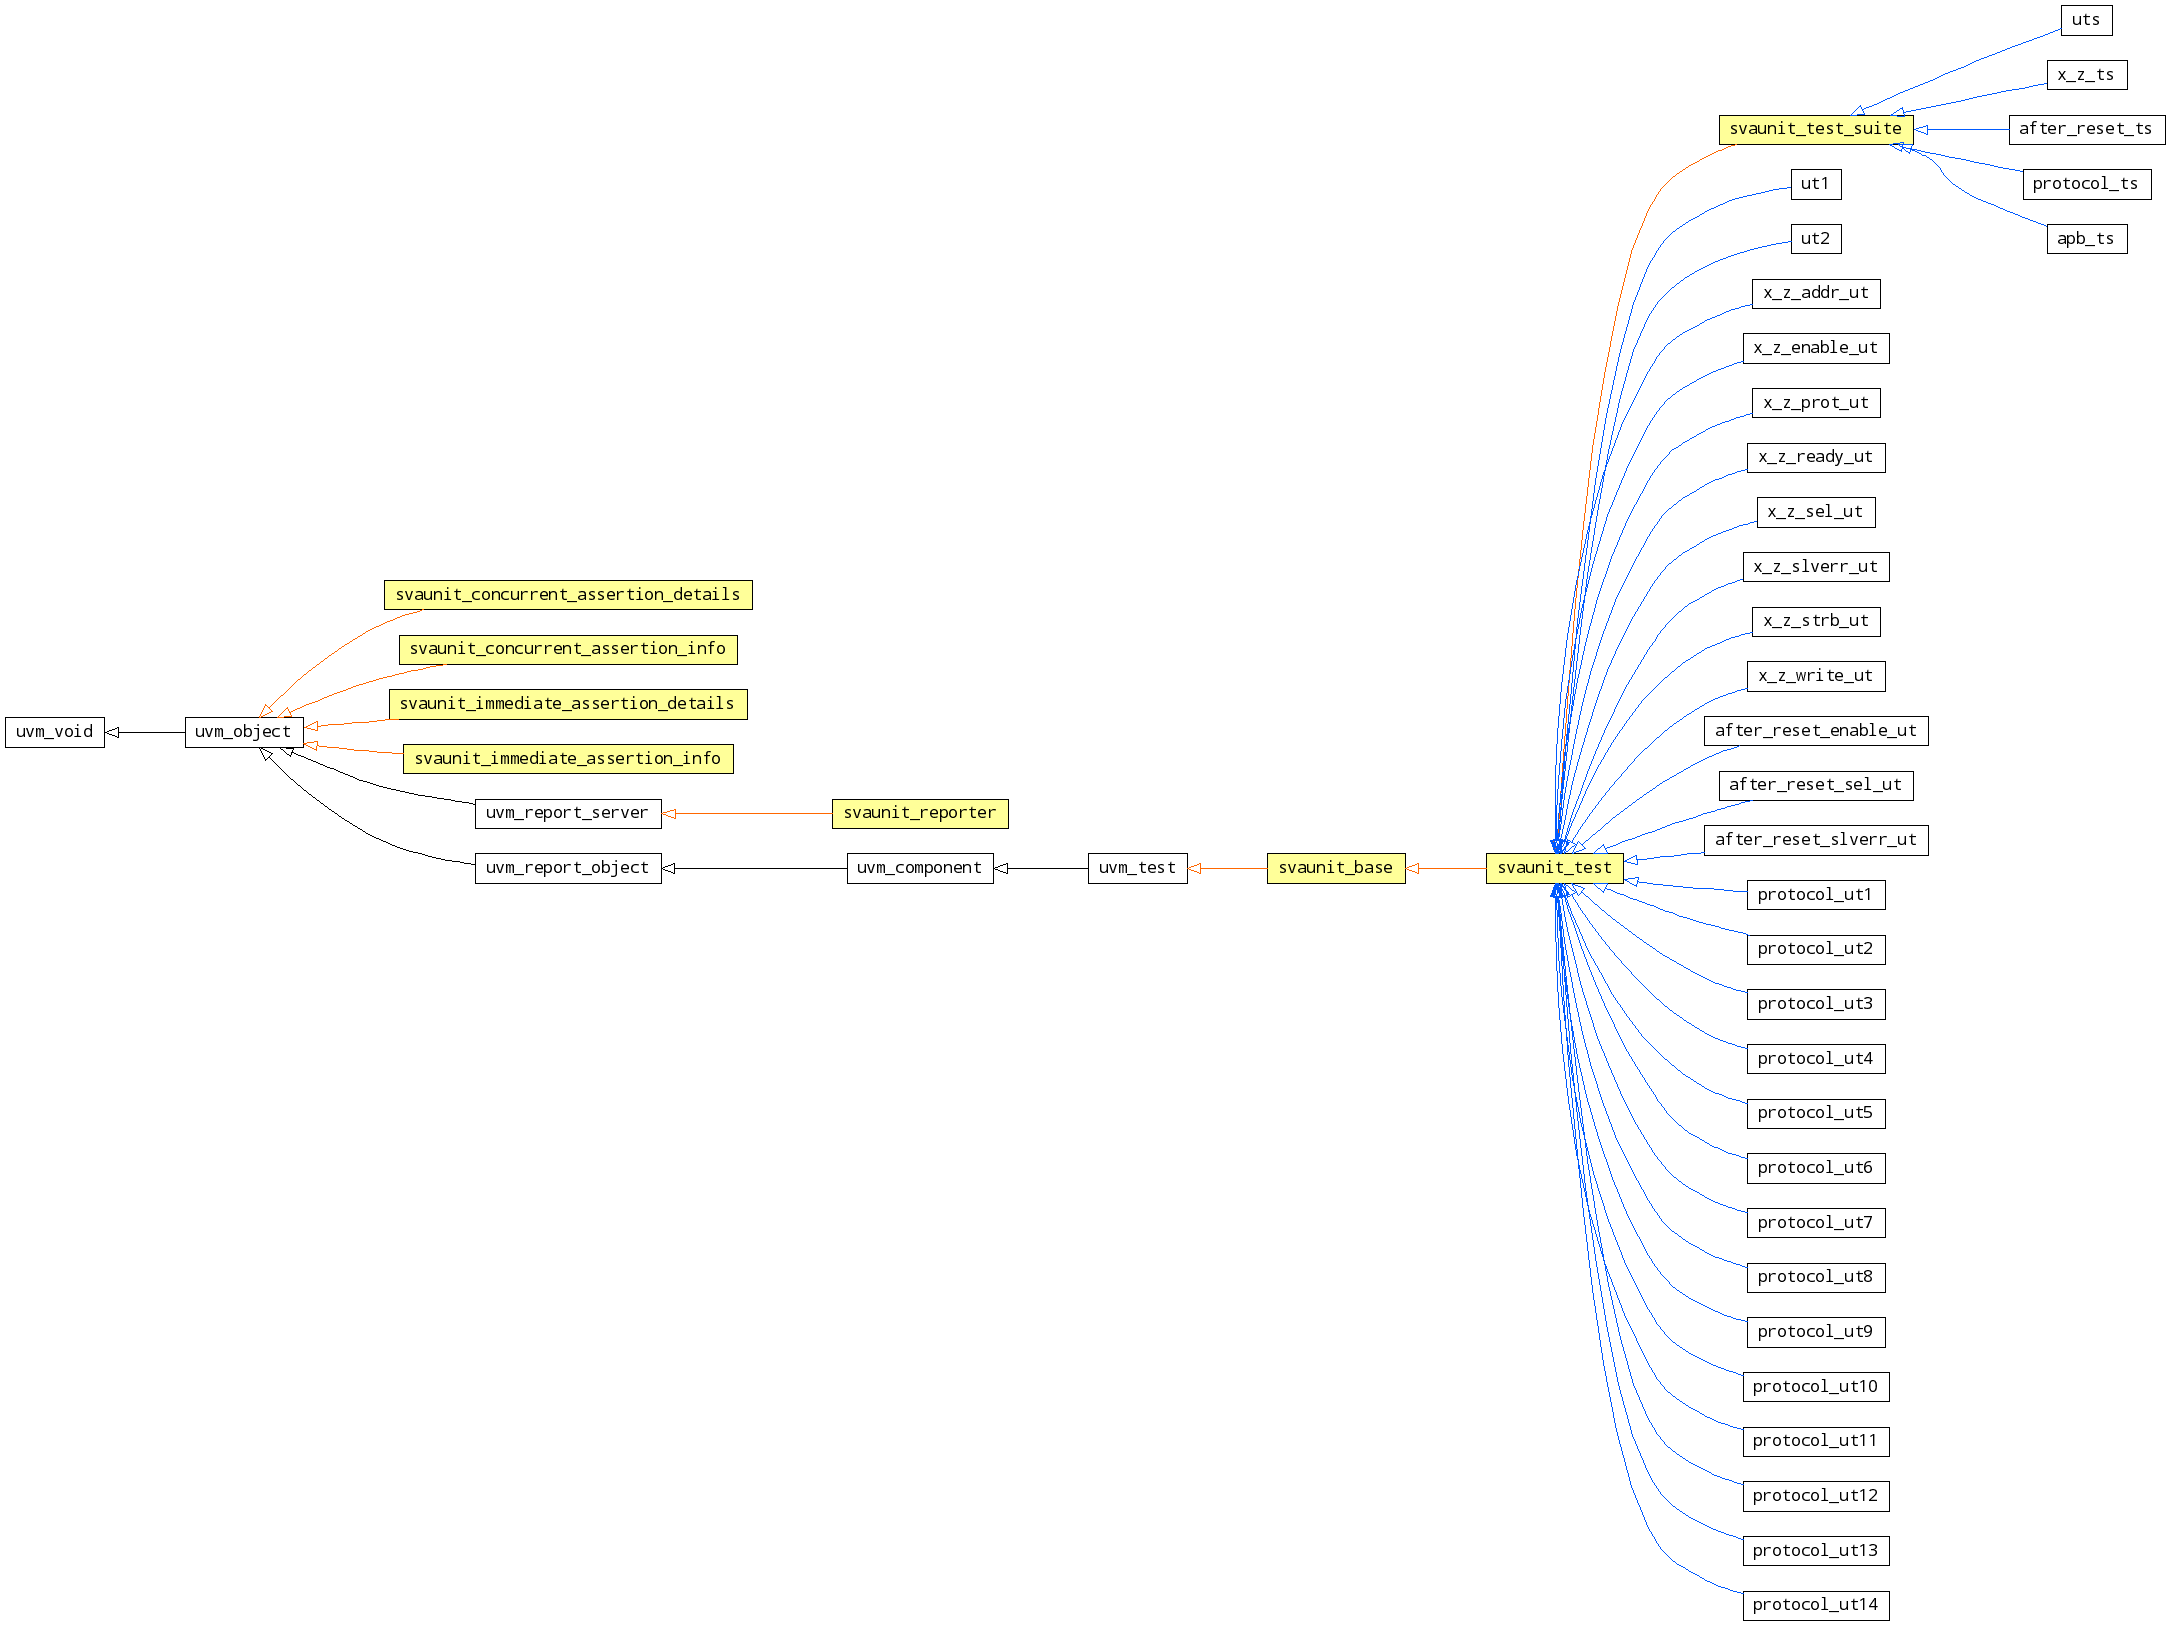 uts
x_z_ts
svaunit_test_suite
after_reset_ts
ut1
protocol_ts
ut2
apb_ts
x_z_addr_ut
x_z_enable_ut
x_z_prot_ut
x_z_ready_ut
x_z_sel_ut
x_z_slverr_ut
svaunit_concurrent_assertion_details
x_z_strb_ut
svaunit_concurrent_assertion_info
x_z_write_ut
svaunit_immediate_assertion_details
uvm_void
uvm_object
after_reset_enable_ut
svaunit_immediate_assertion_info
after_reset_sel_ut
uvm_report_server
svaunit_reporter
after_reset_slverr_ut
uvm_report_object
uvm_component
uvm_test
svaunit_base
svaunit_test
protocol_ut1
protocol_ut2
protocol_ut3
protocol_ut4
protocol_ut5
protocol_ut6
protocol_ut7
protocol_ut8
protocol_ut9
protocol_ut10
protocol_ut11
protocol_ut12
protocol_ut13
protocol_ut14